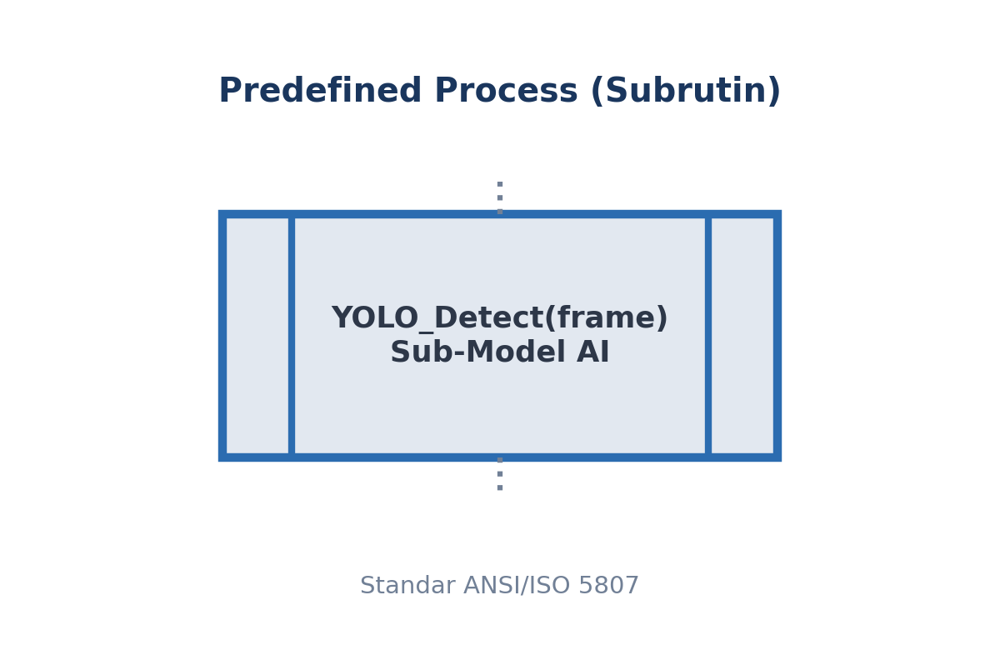 Predefined Process (Subrutin)
YOLO_Detect(frame)
Sub-Model AI
Standar ANSI/ISO 5807